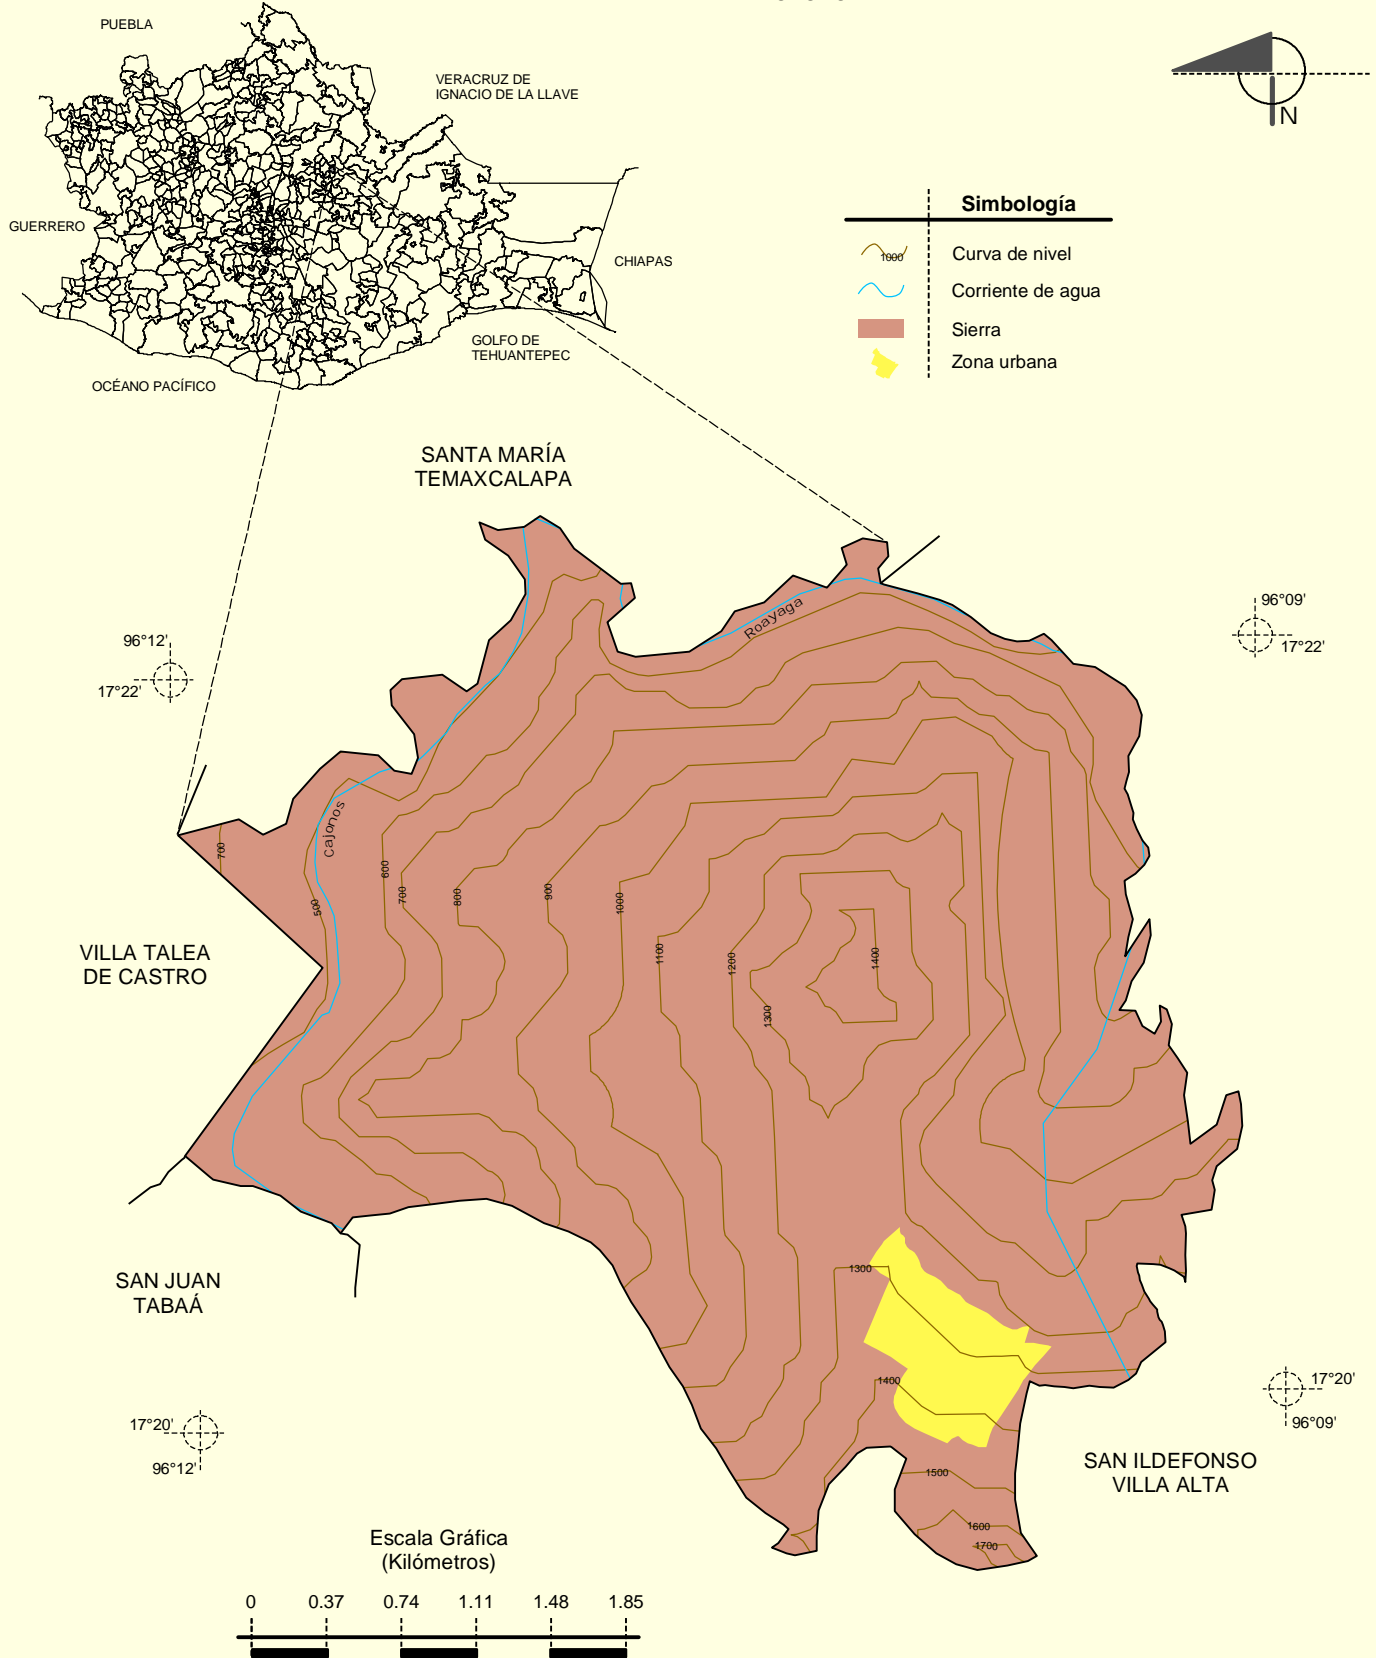 PUEBLA
VERACRUZ DE
IGNACIO DE LA LLAVE
N
GUERRERO
CHIAPAS
GOLFO DE
TEHUANTEPEC
OCÉANO PACÍFICO
Simbología
1000
Curva de nivel
Corriente de agua
Sierra
Zona urbana
SANTA MARÍA
TEMAXCALAPA
96°12'
17°22'
96°09'
17°22'
Roayaga
Cajonos
700
500
600
700
800
900
1000
1100
1200
1300
1400
VILLA TALEA
DE CASTRO
SAN JUAN
TABAÁ
1300
1400
1500
1600
1700
17°20'
96°12'
17°20'
96°09'
SAN ILDEFONSO
VILLA ALTA
Escala Gráfica
(Kilómetros)
0 0.37 0.74 1.11 1.48 1.85